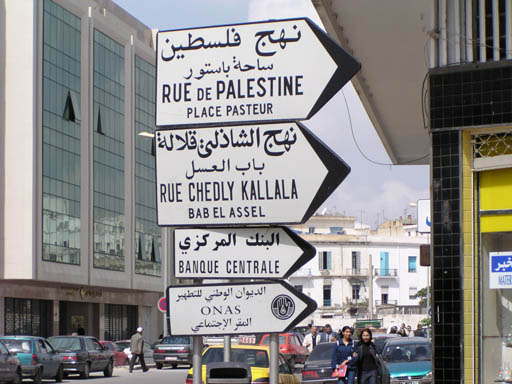 نهج فلسطين
ساحة باستور
RUE DE PALESTINE
PLACE PASTEUR
نهج الشاذلي قلالة
باب العسل
RUE CHEDLY KALLALA
BAB EL ASSEL
البنك المركزي
BANQUE CENTRALE
الديوان الوطني للتطهير
ONAS
المقر الإجتماعي